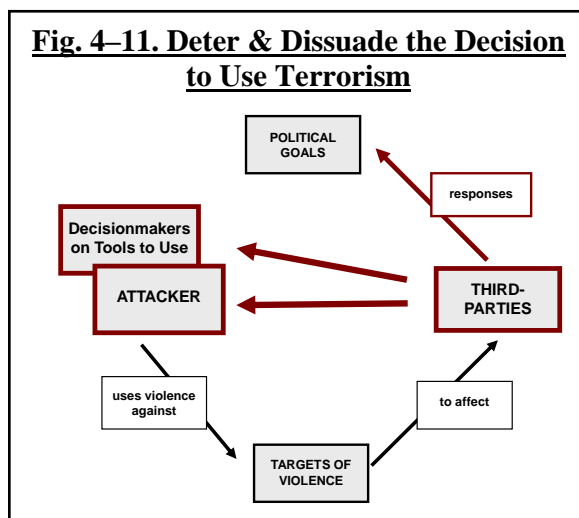 Fig. 4–11. Deter & Dissuade the Decision
to Use Terrorism
POLITICAL
GOALS
responses
Decisionmakers
on Tools to Use
ATTACKER
THIRD-
PARTIES
uses violence
against
to affect
TARGETS OF
VIOLENCE